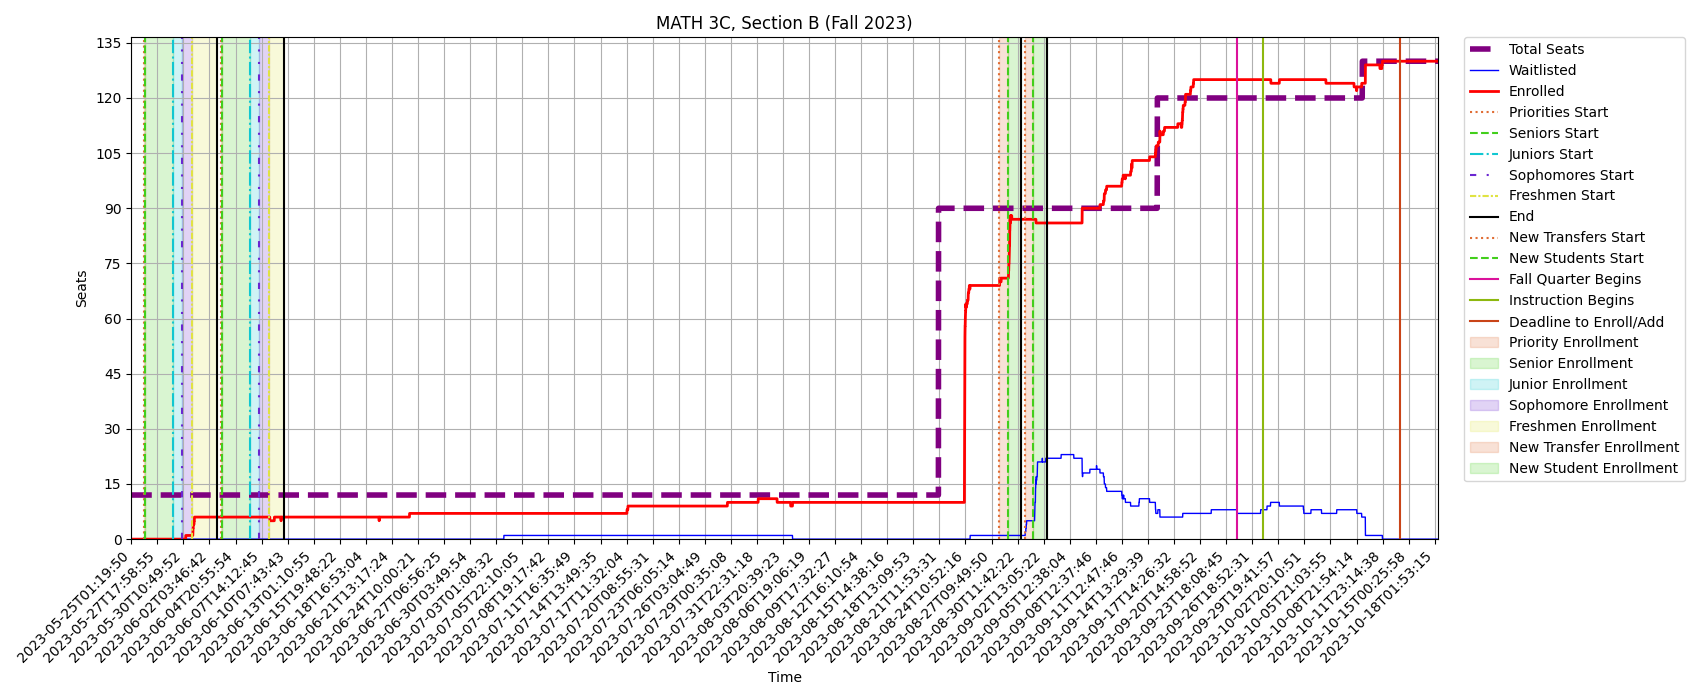 MATH 3C, Section B (Fall 2023)
135
120
105
90
75
60
45
30
15
0
Seats
2023-05-25T01:19:50
2023-05-27T17:58:55
2023-05-30T10:49:52
2023-06-02T03:46:42
2023-06-04T20:55:54
2023-06-07T14:12:45
2023-06-10T07:43:43
2023-06-13T01:10:55
2023-06-15T19:48:22
2023-06-18T16:53:04
2023-06-21T13:17:24
2023-06-24T10:00:21
2023-06-27T06:56:25
2023-06-30T03:49:54
2023-07-03T01:08:32
2023-07-05T22:10:05
2023-07-08T19:17:42
2023-07-11T16:35:49
2023-07-14T13:49:35
2023-07-17T11:32:04
2023-07-20T08:55:31
2023-07-23T06:05:14
2023-07-26T03:04:49
2023-07-29T00:35:08
2023-07-31T22:31:18
2023-08-03T20:39:23
2023-08-06T19:06:19
2023-08-09T17:32:27
2023-08-12T16:10:54
2023-08-15T14:38:16
2023-08-18T13:09:53
2023-08-21T11:53:31
2023-08-24T10:52:16
2023-08-27T09:49:50
2023-08-30T11:42:22
2023-09-02T13:05:22
2023-09-05T12:38:04
2023-09-08T12:37:46
2023-09-11T12:47:46
2023-09-14T13:29:39
2023-09-17T14:26:32
2023-09-20T14:58:52
2023-09-23T18:08:45
2023-09-26T18:52:31
2023-09-29T19:41:57
2023-10-02T20:10:51
2023-10-05T21:03:55
2023-10-08T21:54:14
2023-10-11T23:14:38
2023-10-15T00:25:58
2023-10-18T01:53:15
Time
Total Seats
Waitlisted
Enrolled
Priorities Start
Seniors Start
Juniors Start
Sophomores Start
Freshmen Start
End
New Transfers Start
New Students Start
Fall Quarter Begins
Instruction Begins
Deadline to Enroll/Add
Priority Enrollment
Senior Enrollment
Junior Enrollment
Sophomore Enrollment
Freshmen Enrollment
New Transfer Enrollment
New Student Enrollment